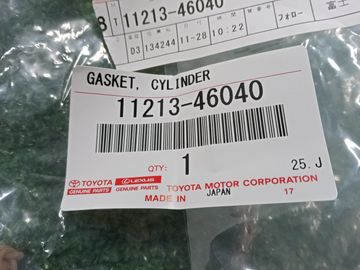 8 T 11213-46040
D3 134244 11-28 10:22 フォロー 富士
GASKET, CYLINDER
11213-46040
QTY: 1 25. J
TOYOTA LEXUS TOYOTA MOTOR CORPORATION
GENUINE PARTS GENUINE PARTS
MADE IN JAPAN 17